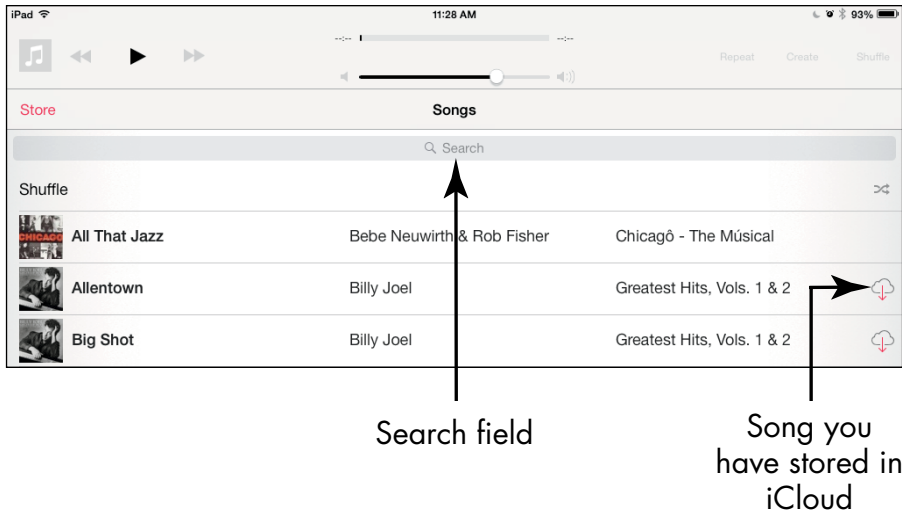 iPad 11:28 AM 93%
--:-- --:--
Repeat Create Shuffle
Store Songs
Search
Shuffle
CHICAGO All That Jazz Bebe Neuwirth & Rob Fisher Chicagô - The Músical
Allentown Billy Joel Greatest Hits, Vols. 1 & 2
Big Shot Billy Joel Greatest Hits, Vols. 1 & 2
Search field
Song you
have stored in
iCloud